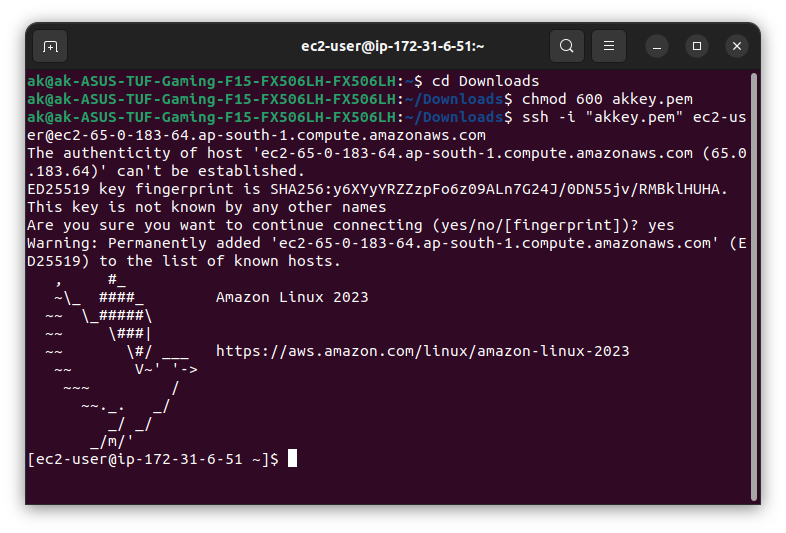 ec2-user@ip-172-31-6-51:~
ak@ak-ASUS-TUF-Gaming-F15-FX506LH-FX506LH:~$ cd Downloads
ak@ak-ASUS-TUF-Gaming-F15-FX506LH-FX506LH:~/Downloads$ chmod 600 akkey.pem
ak@ak-ASUS-TUF-Gaming-F15-FX506LH-FX506LH:~/Downloads$ ssh -i "akkey.pem" ec2-us
er@ec2-65-0-183-64.ap-south-1.compute.amazonaws.com
The authenticity of host 'ec2-65-0-183-64.ap-south-1.compute.amazonaws.com (65.0
.183.64)' can't be established.
ED25519 key fingerprint is SHA256:y6XYyYRZZzpFo6z09ALn7G24J/0DN55jv/RMBklHUHA.
This key is not known by any other names
Are you sure you want to continue connecting (yes/no/[fingerprint])? yes
Warning: Permanently added 'ec2-65-0-183-64.ap-south-1.compute.amazonaws.com' (E
D25519) to the list of known hosts.
   ,     #_
   ~\_  ####_        Amazon Linux 2023
  ~~  \_#####\
  ~~     \###|
  ~~       \#/ ___   https://aws.amazon.com/linux/amazon-linux-2023
   ~~       V~' '->
    ~~~         /
      ~~._.   _/
         _/ _/
       _/m/'
[ec2-user@ip-172-31-6-51 ~]$